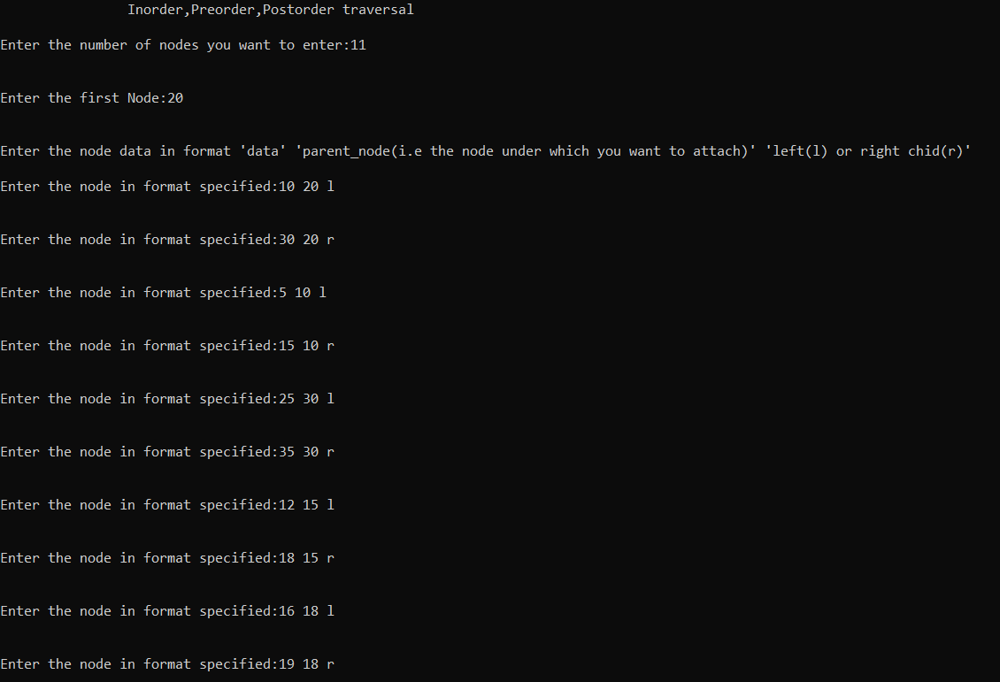 Inorder,Preorder,Postorder traversal
Enter the number of nodes you want to enter:11
Enter the first Node:20
Enter the node data in format 'data' 'parent_node(i.e the node under which you want to attach)' 'left(l) or right chid(r)'
Enter the node in format specified:10 20 l
Enter the node in format specified:30 20 r
Enter the node in format specified:5 10 l
Enter the node in format specified:15 10 r
Enter the node in format specified:25 30 l
Enter the node in format specified:35 30 r
Enter the node in format specified:12 15 l
Enter the node in format specified:18 15 r
Enter the node in format specified:16 18 l
Enter the node in format specified:19 18 r